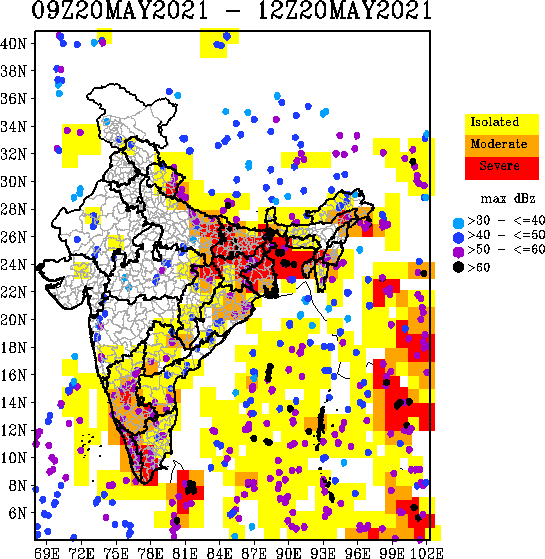 09Z20MAY2021 - 12Z20MAY2021
40N
38N
36N
34N
32N
30N
28N
26N
24N
22N
20N
18N
16N
14N
12N
10N
8N
6N
69E 72E 75E 78E 81E 84E 87E 90E 93E 96E 99E 102E
Isolated
Moderate
Severe
max dBz
>30 - <=40
>40 - <=50
>50 - <=60
>60